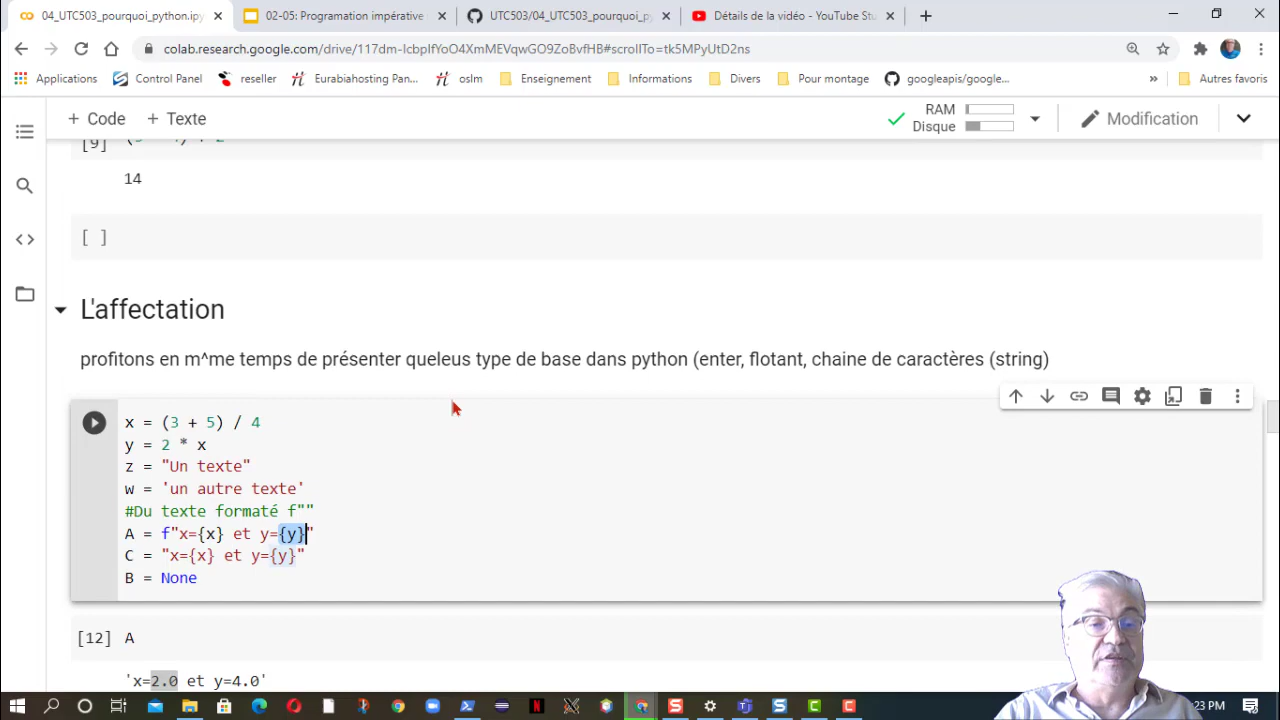 04_UTC503_pourquoi_python.ipy
02-05: Programation impérative
UTC503/04_UTC503_pourquoi_py
Détails de la vidéo - YouTube Stu
colab.research.google.com/drive/117dm-IcbpIfYoO4XmMEVqwGO9ZoBvfHB#scrollTo=tk5MPyUtD2ns
Applications
Control Panel
reseller
Eurabiahosting Pan...
oslm
Enseignement
Informations
Divers
Pour montage
googleapis/google...
»
Autres favoris
+ Code
+ Texte
RAM
Disque
Modification
[9]
14
[ ]
L'affectation
profitons en m^me temps de présenter queleus type de base dans python (enter, flotant, chaine de caractères (string)
x = (3 + 5) / 4
y = 2 * x
z = "Un texte"
w = 'un autre texte'
#Du texte formaté f""
A = f"x={x} et y={y}"
C = "x={x} et y={y}"
B = None
[12] A
'x=2.0 et y=4.0'
23 PM